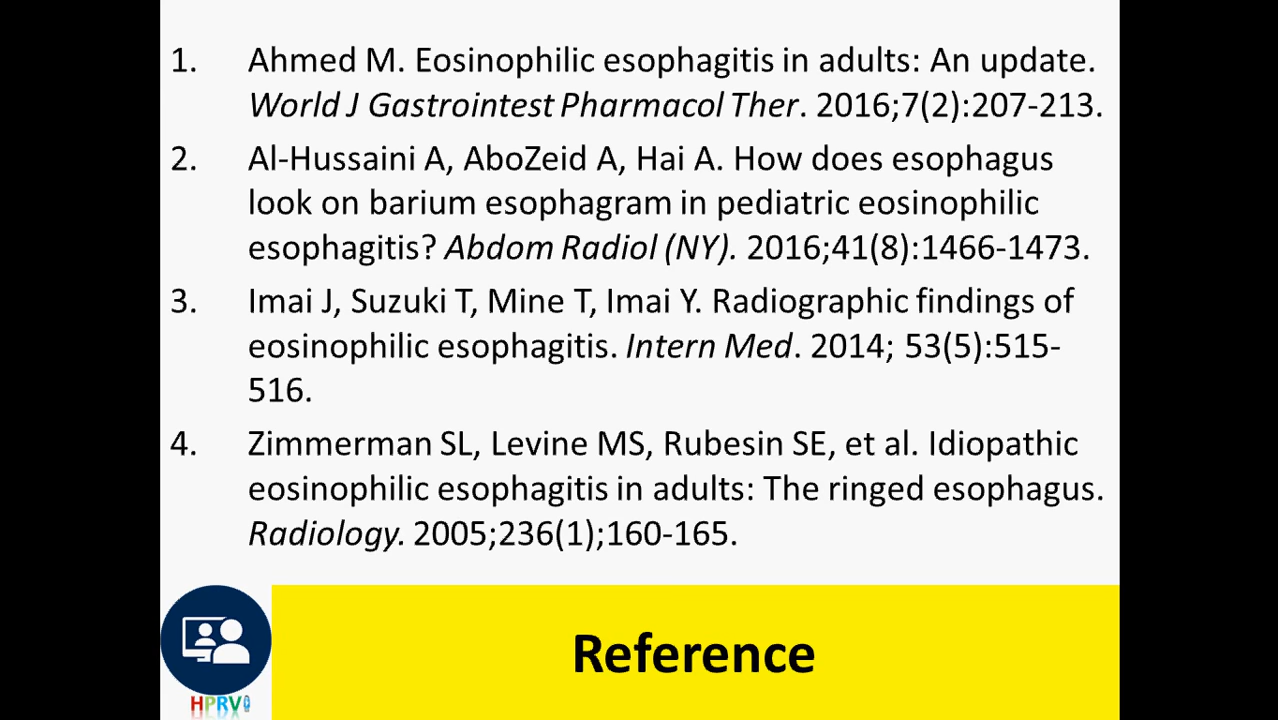 1. Ahmed M. Eosinophilic esophagitis in adults: An update.
World J Gastrointest Pharmacol Ther. 2016;7(2):207-213.
2. Al-Hussaini A, AboZeid A, Hai A. How does esophagus
look on barium esophagram in pediatric eosinophilic
esophagitis? Abdom Radiol (NY). 2016;41(8):1466-1473.
3. Imai J, Suzuki T, Mine T, Imai Y. Radiographic findings of
eosinophilic esophagitis. Intern Med. 2014; 53(5):515-
516.
4. Zimmerman SL, Levine MS, Rubesin SE, et al. Idiopathic
eosinophilic esophagitis in adults: The ringed esophagus.
Radiology. 2005;236(1);160-165.
Reference
HPRV